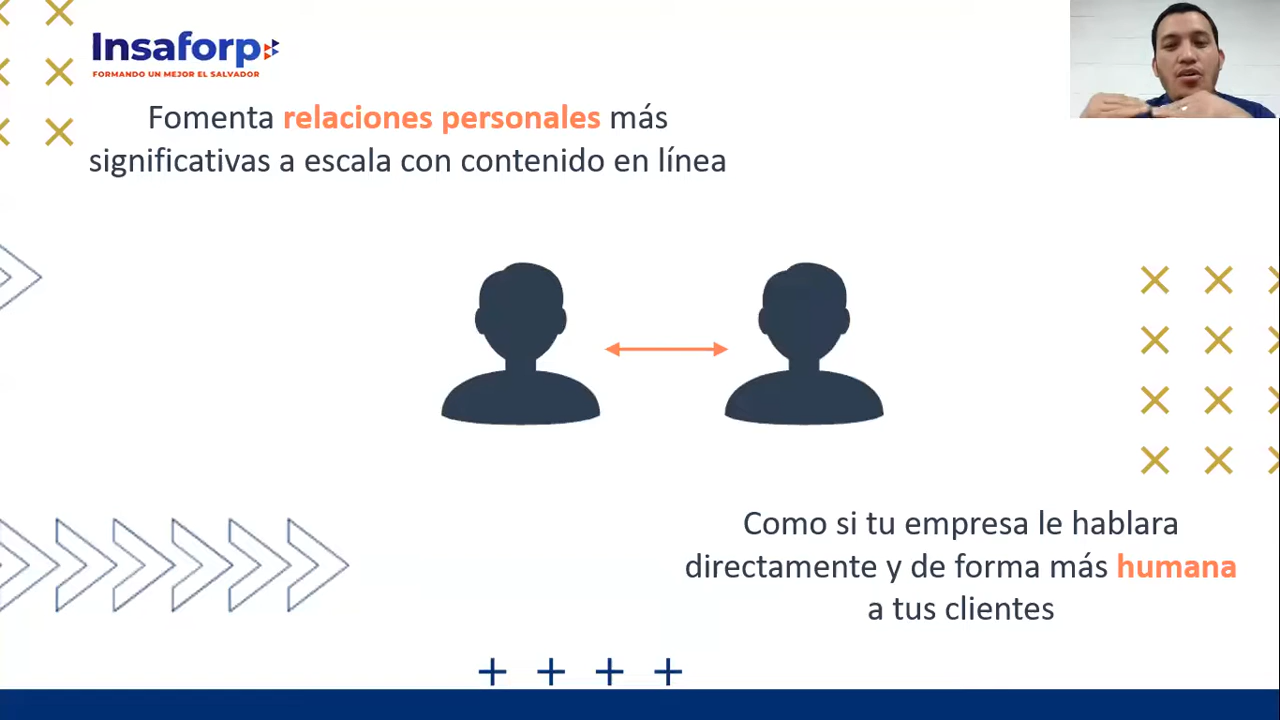 Insaforp
FORMANDO UN MEJOR EL SALVADOR
Fomenta relaciones personales más
significativas a escala con contenido en línea
Como si tu empresa le hablara
directamente y de forma más humana
a tus clientes